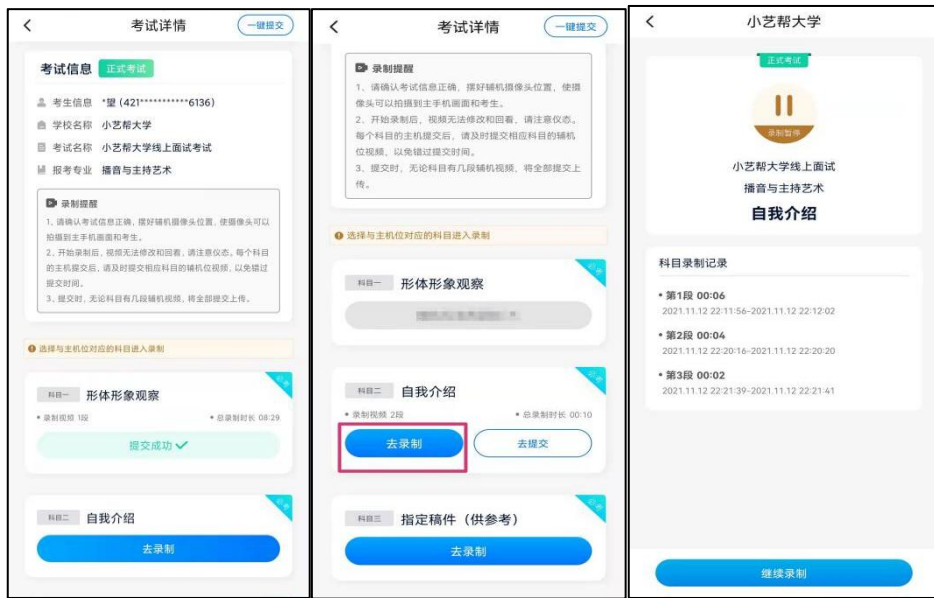 考试详情
一键提交
考试信息 正式考试
考生信息 *望 (421***********6136)
学校名称 小艺帮大学
考试名称 小艺帮大学线上面试考试
报考专业 播音与主持艺术
录制提醒
1、请确认考试信息正确，摆好辅机摄像头位置，使摄像头可以
拍摄到主手机画面和考生。
2、开始录制后，视频无法修改和回看，请注意仪态。每个科目
的主机提交后，请及时提交相应科目的辅机位视频，以免错过
提交时间。
3、提交时，无论科目有几段辅机视频，将全部提交上传。
选择与主机位对应的科目进入录制
科目一 形体形象观察
必考
• 录制视频 1段
• 总录制时长 08:29
提交成功
科目二 自我介绍
必考
去录制
考试详情
一键提交
录制提醒
1、请确认考试信息正确，摆好辅机摄像头位置，使摄
像头可以拍摄到主手机画面和考生。
2、开始录制后，视频无法修改和回看，请注意仪态。
每个科目的主机提交后，请及时提交相应科目的辅机
位视频，以免错过提交时间。
3、提交时，无论科目有几段辅机视频，将全部提交上
传。
选择与主机位对应的科目进入录制
科目一 形体形象观察
必考
科目二 自我介绍
必考
• 录制视频 2段
• 总录制时长 00:10
去录制
去提交
科目三 指定稿件（供参考）
必考
去录制
小艺帮大学
正式考试
录制暂停
小艺帮大学线上面试
播音与主持艺术
自我介绍
科目录制记录
• 第1段 00:06
2021.11.12 22:11:56-2021.11.12 22:12:02
• 第2段 00:04
2021.11.12 22:20:16-2021.11.12 22:20:20
• 第3段 00:02
2021.11.12 22:21:39-2021.11.12 22:21:41
继续录制